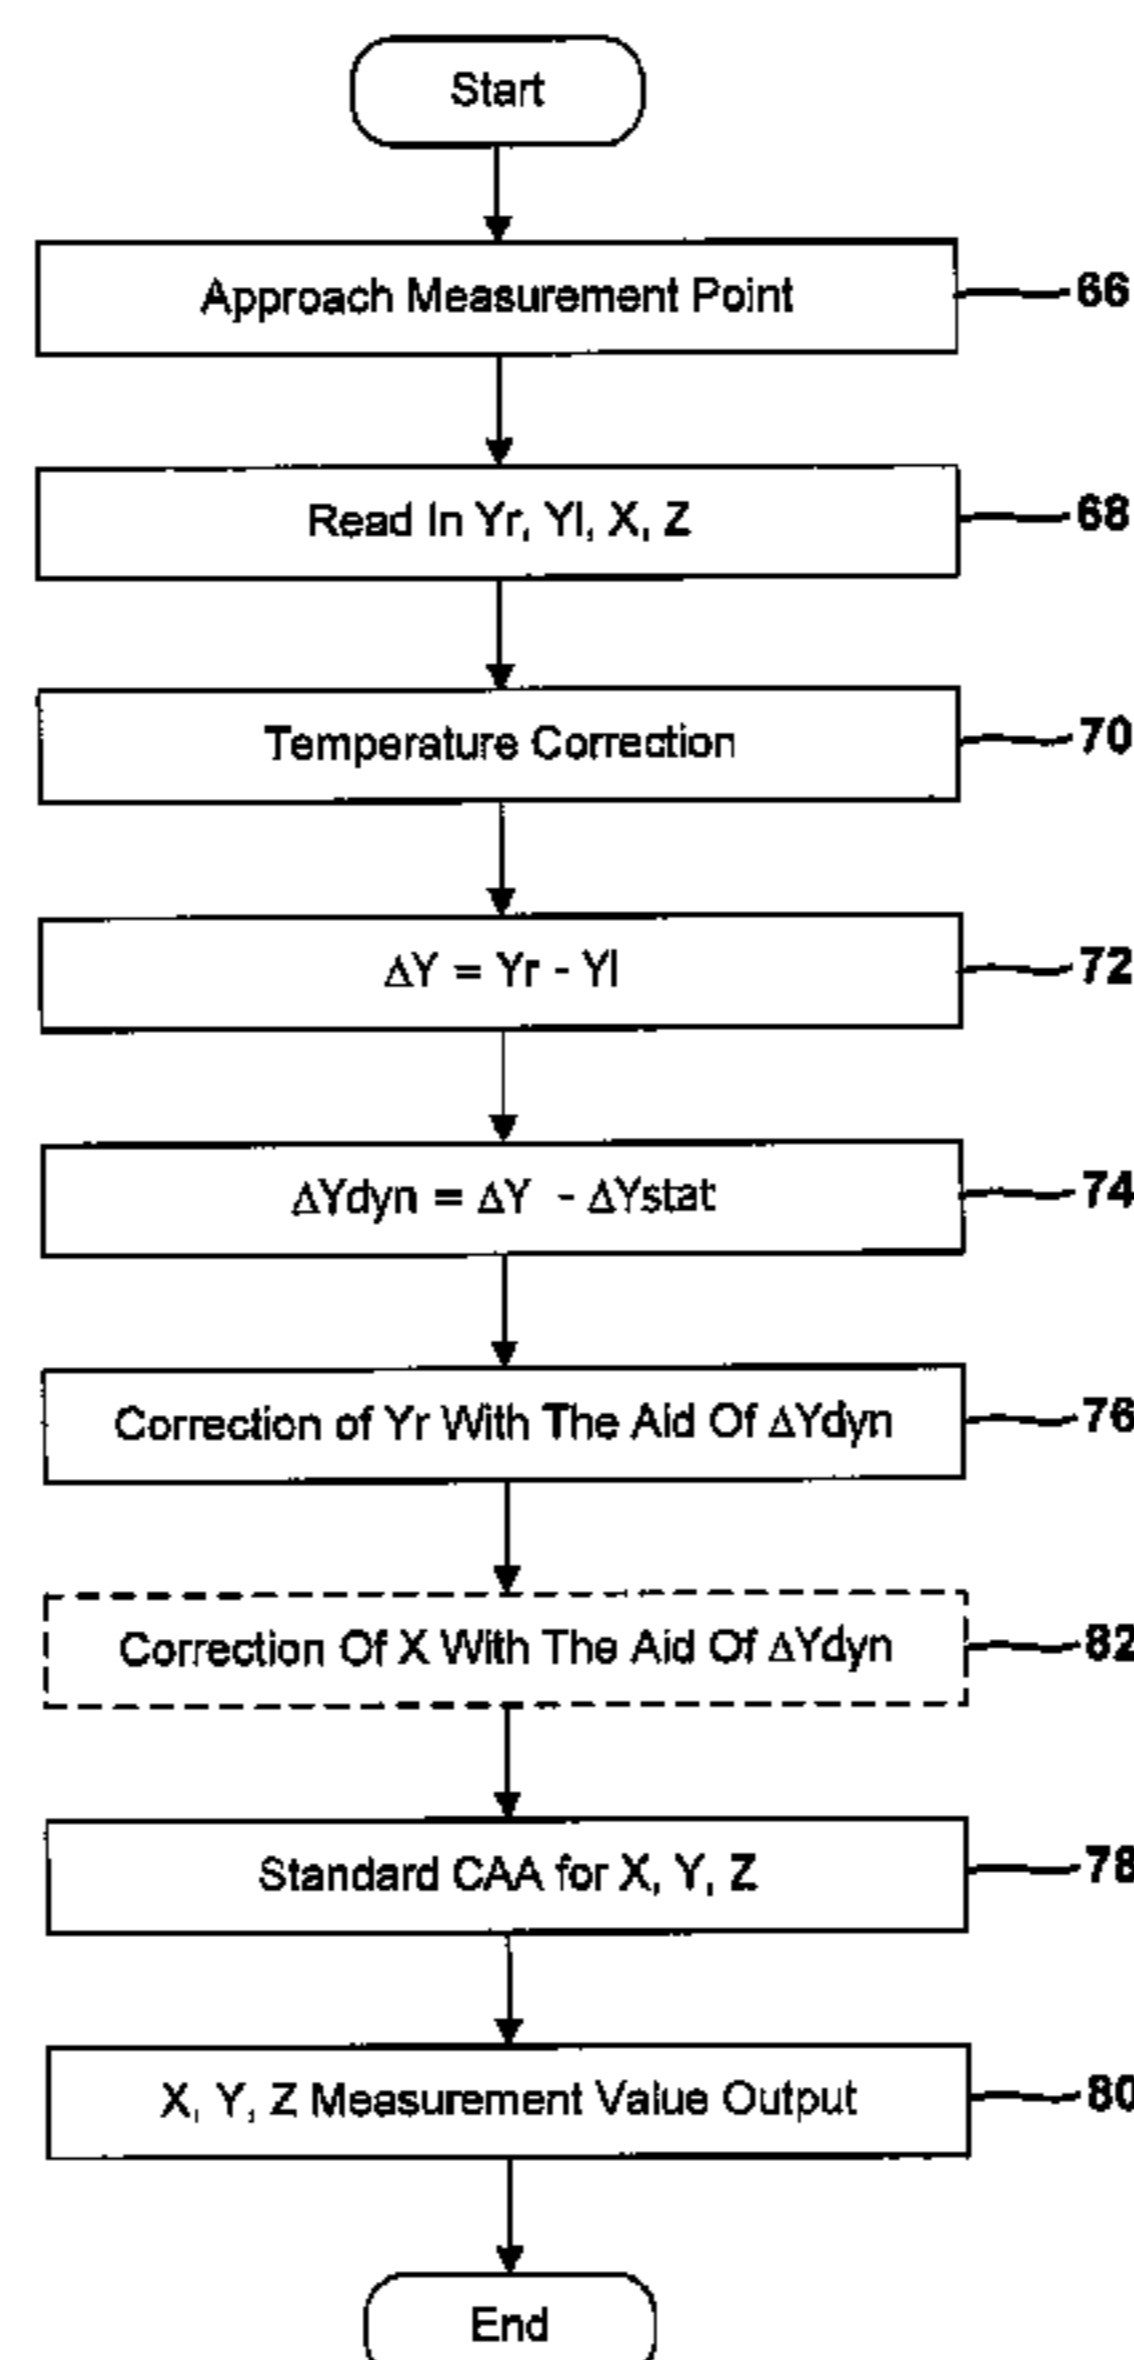 Start
Approach Measurement Point 66
Read In Yr, Yl, X, Z 68
Temperature Correction 70
ΔY = Yr - Yl 72
ΔYdyn = ΔY - ΔYstat 74
Correction of Yr With The Aid Of ΔYdyn 76
Correction Of X With The Aid Of ΔYdyn 82
Standard CAA for X, Y, Z 78
X, Y, Z Measurement Value Output 80
End